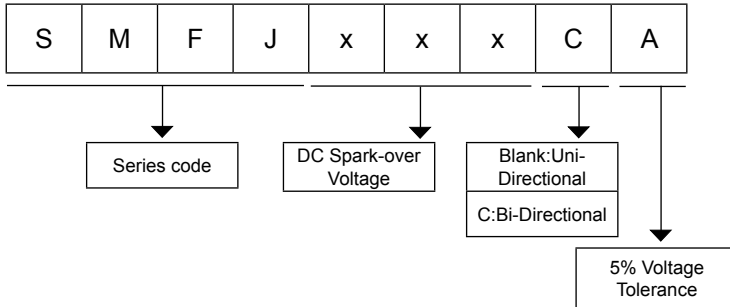 S M F J x x x C A
Series code
DC Spark-over
Voltage
Blank:Uni-
Directional
C:Bi-Directional
5% Voltage
Tolerance